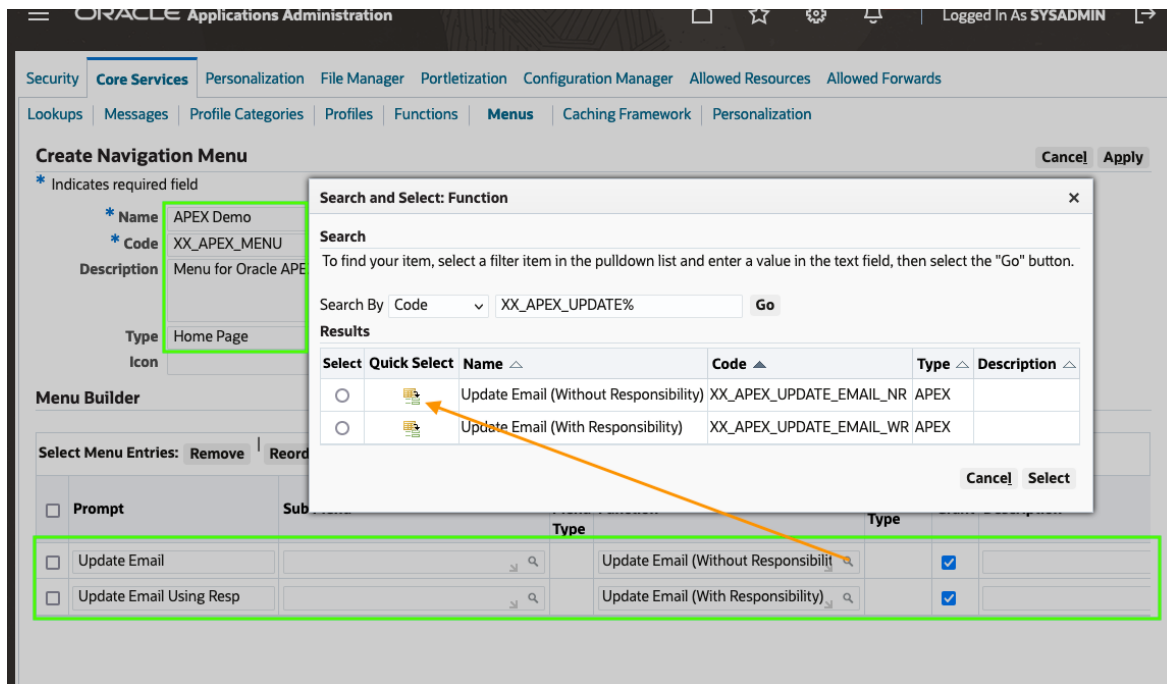 ORACLE Applications Administration Logged In As SYSADMIN
Security Core Services Personalization File Manager Portletization Configuration Manager Allowed Resources Allowed Forwards
Lookups Messages Profile Categories Profiles Functions Menus Caching Framework Personalization
Create Navigation Menu Cancel Apply
* Indicates required field
* Name APEX Demo
* Code XX_APEX_MENU
Description Menu for Oracle APE
Type Home Page
Icon
Search and Select: Function ×
Search
To find your item, select a filter item in the pulldown list and enter a value in the text field, then select the "Go" button.
Search By Code XX_APEX_UPDATE% Go
Results
Select Quick Select Name Code Type Description
Update Email (Without Responsibility) XX_APEX_UPDATE_EMAIL_NR APEX
Update Email (With Responsibility) XX_APEX_UPDATE_EMAIL_WR APEX
Cancel Select
Menu Builder
Select Menu Entries: Remove Reord
Prompt Type Type
Update Email Update Email (Without Responsibilit
Update Email Using Resp Update Email (With Responsibility)